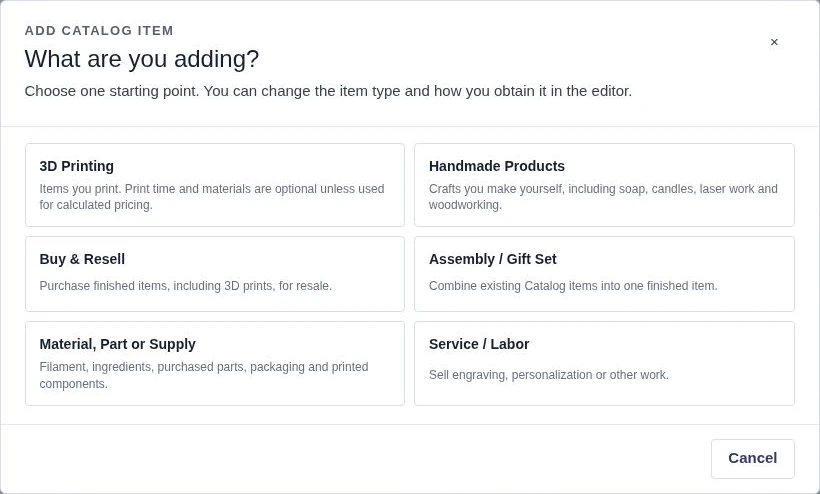 ADD CATALOG ITEM
What are you adding?
×
Choose one starting point. You can change the item type and how you obtain it in the editor.
3D Printing
Items you print. Print time and materials are optional unless used
for calculated pricing.
Handmade Products
Crafts you make yourself, including soap, candles, laser work and
woodworking.
Buy & Resell
Purchase finished items, including 3D prints, for resale.
Assembly / Gift Set
Combine existing Catalog items into one finished item.
Material, Part or Supply
Filament, ingredients, purchased parts, packaging and printed
components.
Service / Labor
Sell engraving, personalization or other work.
Cancel